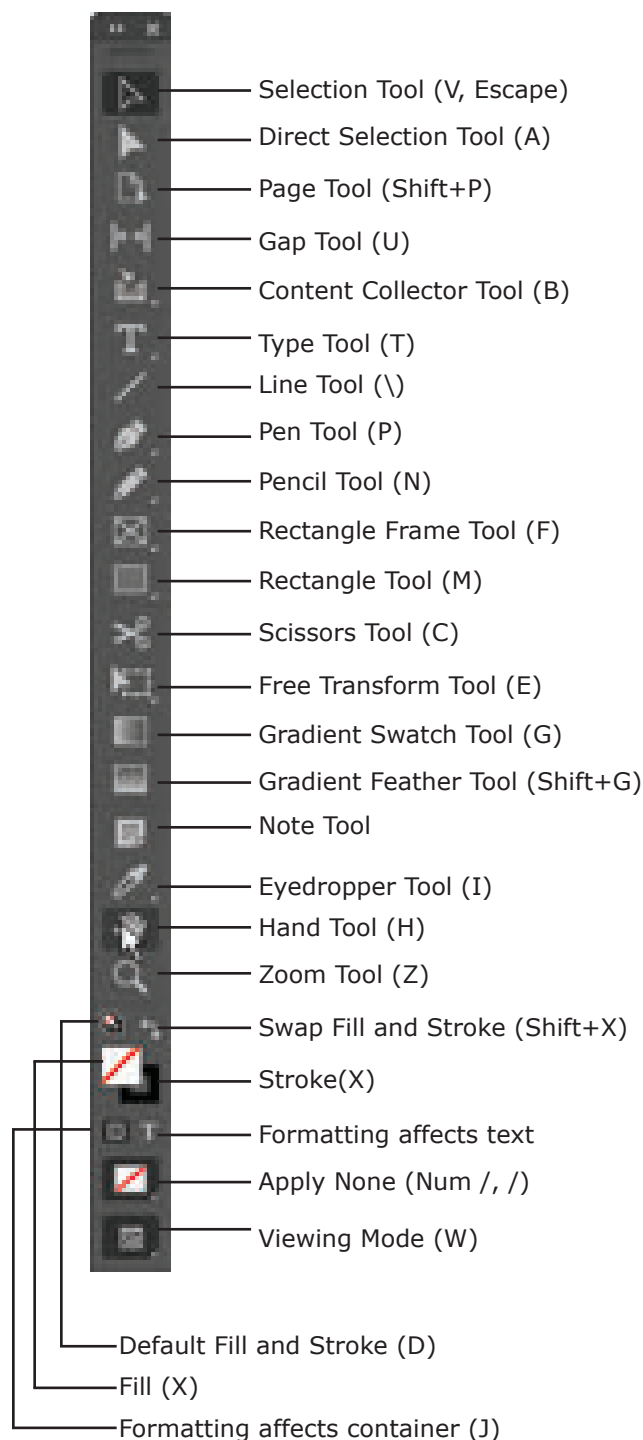 Selection Tool (V, Escape)
Direct Selection Tool (A)
Page Tool (Shift+P)
Gap Tool (U)
Content Collector Tool (B)
Type Tool (T)
Line Tool (\)
Pen Tool (P)
Pencil Tool (N)
Rectangle Frame Tool (F)
Rectangle Tool (M)
Scissors Tool (C)
Free Transform Tool (E)
Gradient Swatch Tool (G)
Gradient Feather Tool (Shift+G)
Note Tool
Eyedropper Tool (I)
Hand Tool (H)
Zoom Tool (Z)
Swap Fill and Stroke (Shift+X)
Stroke(X)
Formatting affects text
Apply None (Num /, /)
Viewing Mode (W)
Default Fill and Stroke (D)
Fill (X)
Formatting affects container (J)